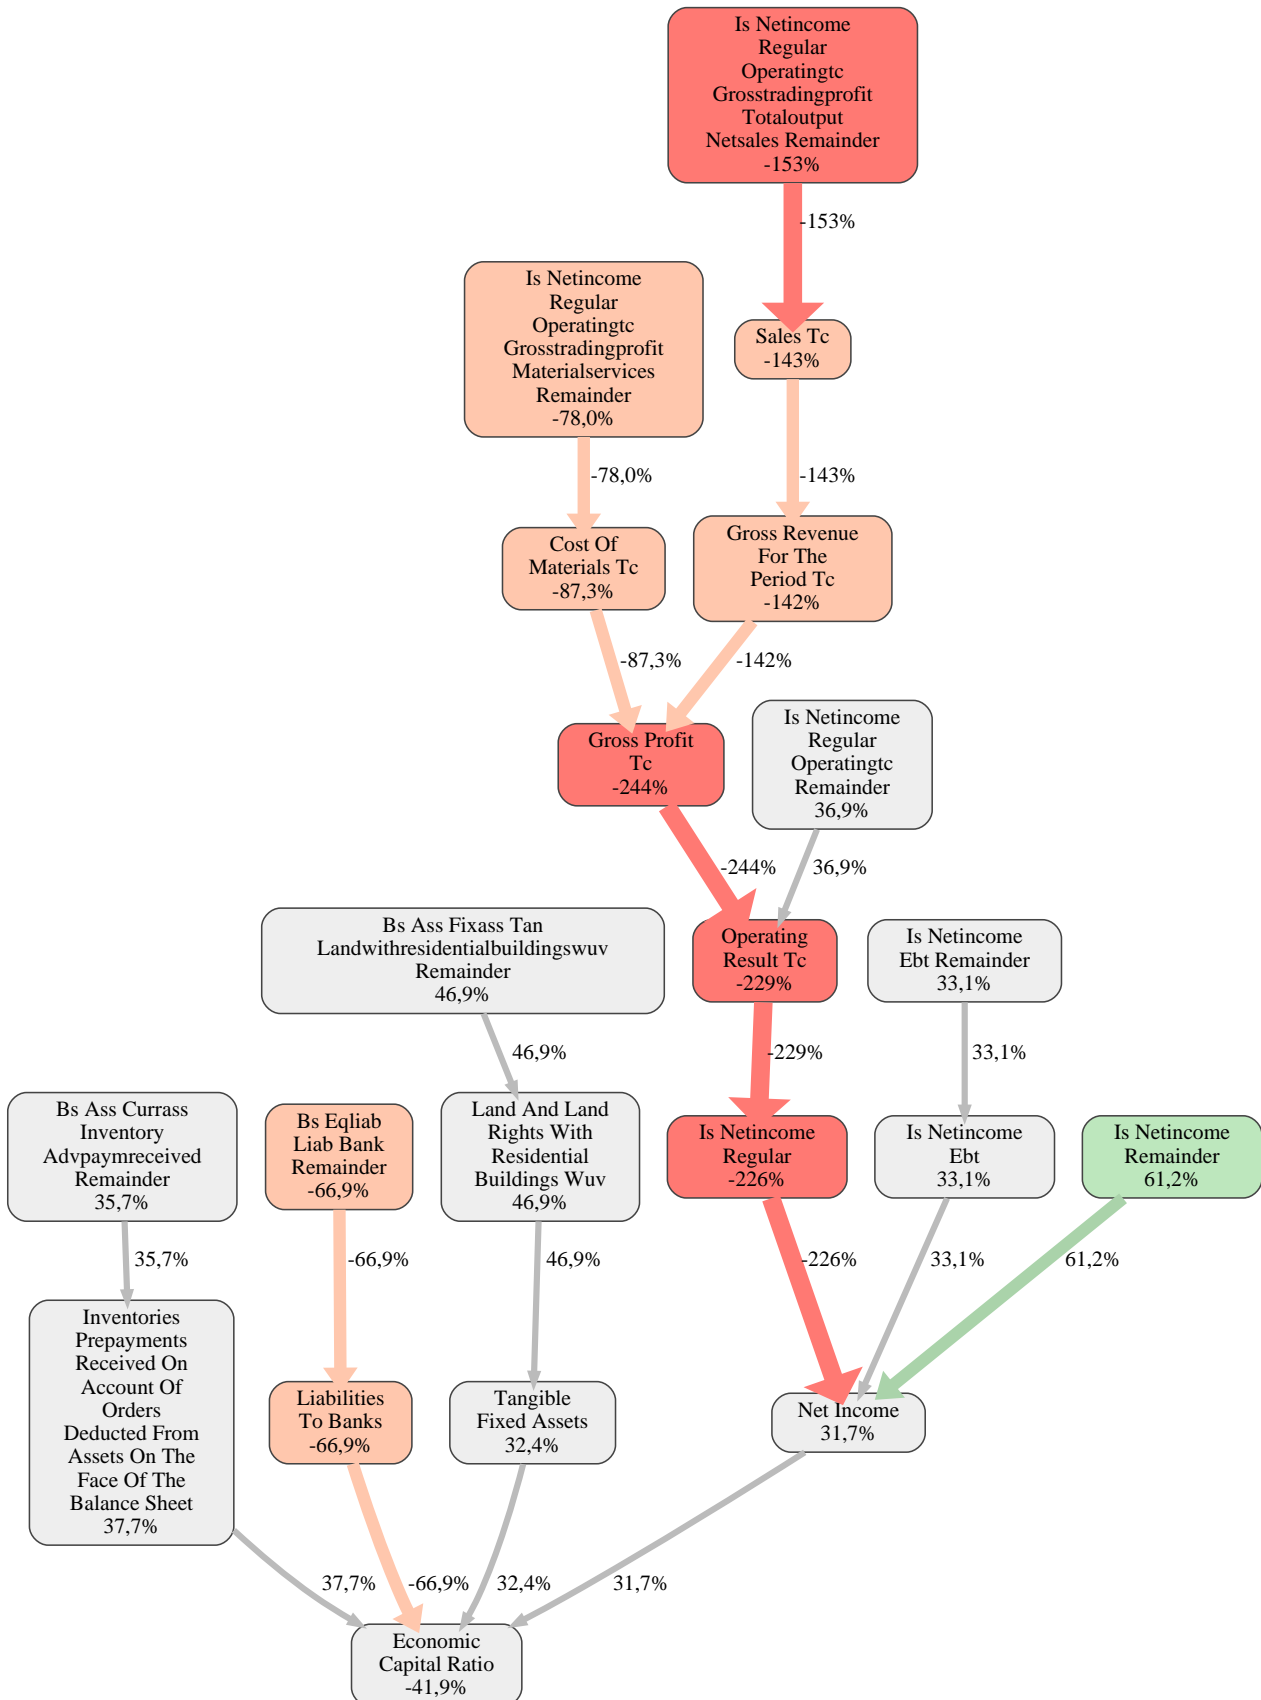 Is Netincome
Regular
Operatingtc
Grosstradingprofit
Totaloutput
Netsales Remainder
-153%
-153%
Is Netincome
Regular
Operatingtc
Grosstradingprofit
Materialservices
Remainder
-78,0%
Sales Tc
-143%
-78,0%
-143%
Cost Of
Materials Tc
-87,3%
Gross Revenue
For The
Period Tc
-142%
-87,3%
-142%
Gross Profit
Tc
-244%
Is Netincome
Regular
Operatingtc
Remainder
36,9%
-244%
36,9%
Bs Ass Fixass Tan
Landwithresidentialbuildingswuv
Remainder
46,9%
Operating
Result Tc
-229%
Is Netincome
Ebt Remainder
33,1%
46,9%
-229%
33,1%
Bs Ass Currass
Inventory
Advpaymreceived
Remainder
35,7%
Bs Eqliab
Liab Bank
Remainder
-66,9%
Land And Land
Rights With
Residential
Buildings Wuv
46,9%
Is Netincome
Regular
-226%
Is Netincome
Ebt
33,1%
Is Netincome
Remainder
61,2%
35,7%
-66,9%
46,9%
-226%
33,1%
61,2%
Inventories
Prepayments
Received On
Account Of
Orders
Deducted From
Assets On The
Face Of The
Balance Sheet
37,7%
Liabilities
To Banks
-66,9%
Tangible
Fixed Assets
32,4%
Net Income
31,7%
37,7%
-66,9%
32,4%
31,7%
Economic
Capital Ratio
-41,9%